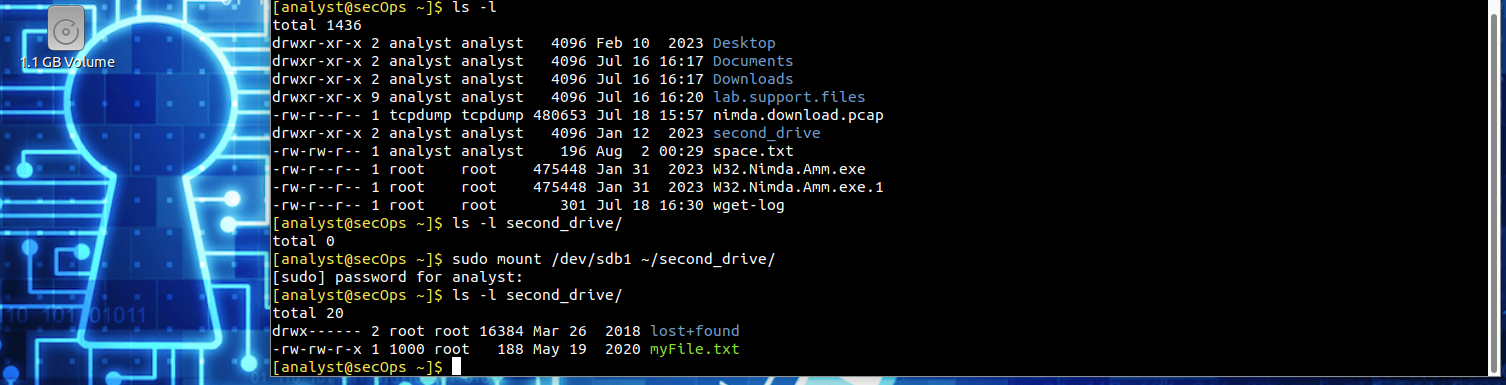 1.1 GB Volume
[analyst@secOps ~]$ ls -l
total 1436
drwxr-xr-x 2 analyst analyst   4096 Feb 10  2023 Desktop
drwxr-xr-x 2 analyst analyst   4096 Jul 16 16:17 Documents
drwxr-xr-x 2 analyst analyst   4096 Jul 16 16:17 Downloads
drwxr-xr-x 9 analyst analyst   4096 Jul 16 16:20 lab.support.files
-rw-r--r-- 1 tcpdump tcpdump 480653 Jul 18 15:57 nimda.download.pcap
drwxr-xr-x 2 analyst analyst   4096 Jan 12  2023 second_drive
-rw-rw-r-- 1 analyst analyst    196 Aug  2 00:29 space.txt
-rw-r--r-- 1 root    root    475448 Jan 31  2023 W32.Nimda.Amm.exe
-rw-r--r-- 1 root    root    475448 Jan 31  2023 W32.Nimda.Amm.exe.1
-rw-r--r-- 1 root    root       301 Jul 18 16:30 wget-log
[analyst@secOps ~]$ ls -l second_drive/
total 0
[analyst@secOps ~]$ sudo mount /dev/sdb1 ~/second_drive/
[sudo] password for analyst:
[analyst@secOps ~]$ ls -l second_drive/
total 20
drwx------ 2 root root 16384 Mar 26  2018 lost+found
-rw-rw-r-x 1 1000 root   188 May 19  2020 myFile.txt
[analyst@secOps ~]$